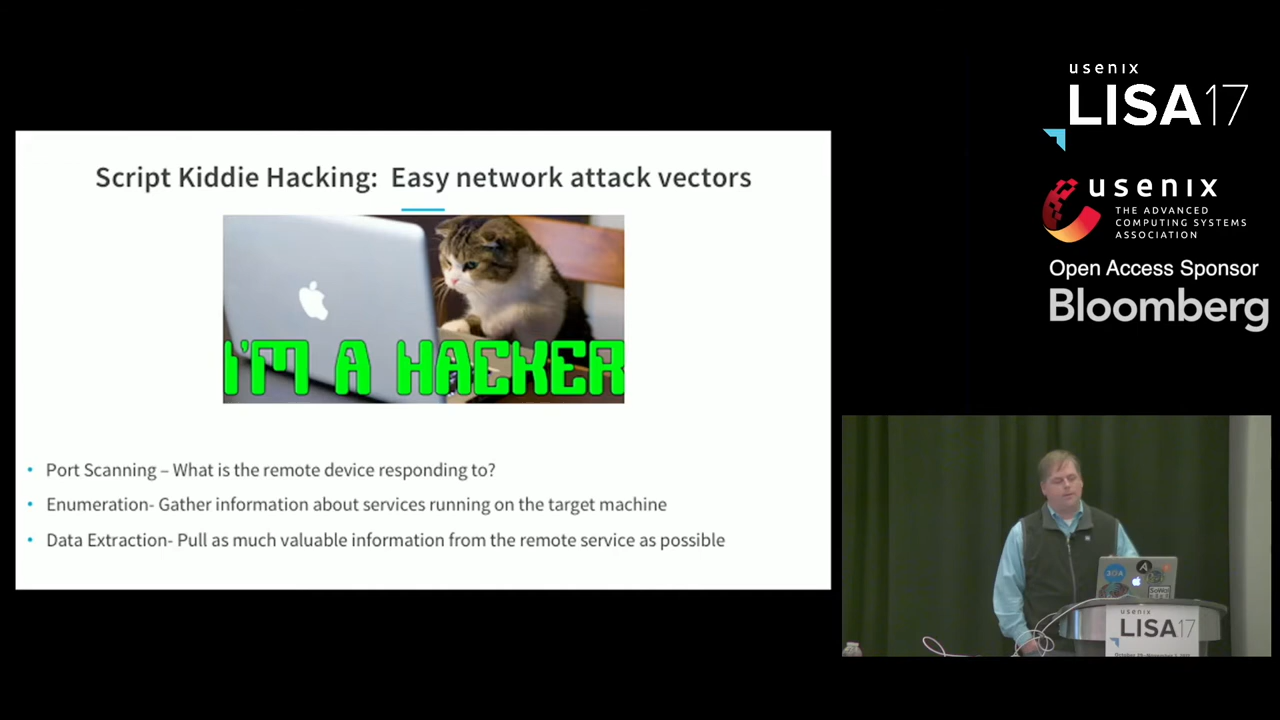 Script Kiddie Hacking: Easy network attack vectors
I'M A HACKER
• Port Scanning – What is the remote device responding to?
• Enumeration- Gather information about services running on the target machine
• Data Extraction- Pull as much valuable information from the remote service as possible
usenix
LISA17
usenix
THE ADVANCED
COMPUTING SYSTEMS
ASSOCIATION
Open Access Sponsor
Bloomberg
usenix
LISA17